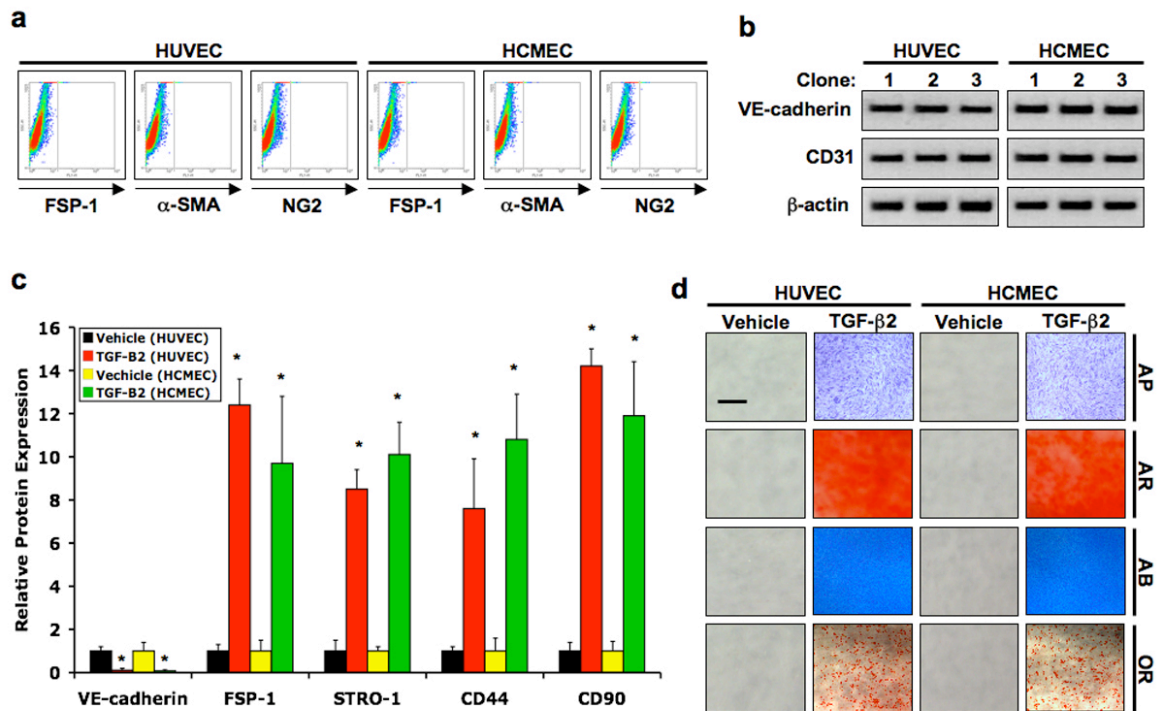 a
HUVEC HCMEC
FSP-1 α-SMA NG2 FSP-1 α-SMA NG2
b
HUVEC HCMEC
Clone: 1 2 3 1 2 3
VE-cadherin
CD31
β-actin
c
Relative Protein Expression
16
14
12
10
8
6
4
2
0
Vehicle (HUVEC)
TGF-B2 (HUVEC)
Vechicle (HCMEC)
TGF-B2 (HCMEC)
* * * * * * * * * *
VE-cadherin FSP-1 STRO-1 CD44 CD90
d
HUVEC HCMEC
Vehicle TGF-β2 Vehicle TGF-β2
AP
AR
AB
OR